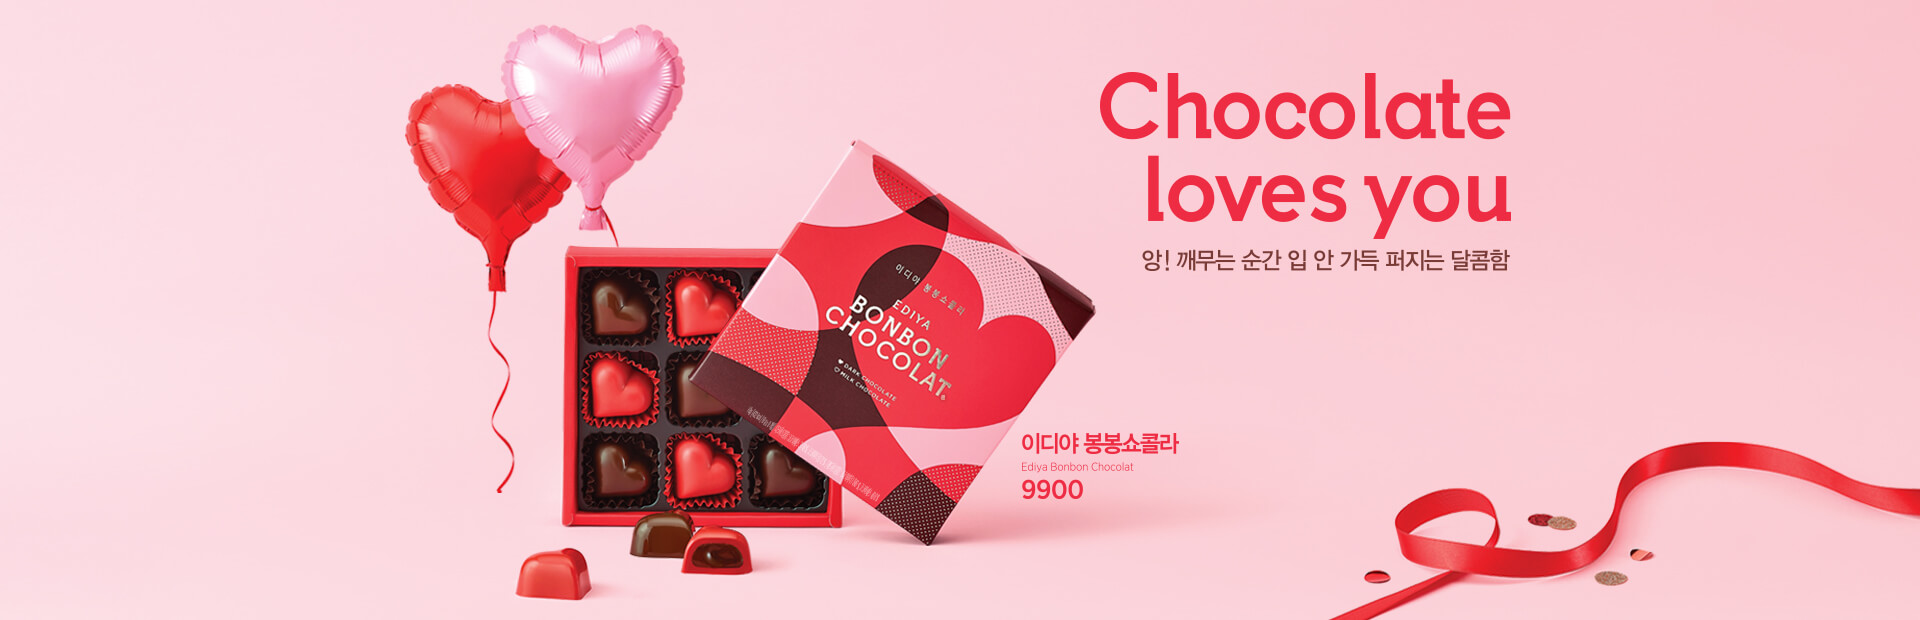 Chocolate
loves you
앙! 깨무는 순간 입 안 가득 퍼지는 달콤함
이디야 봉봉쇼콜라
EDIYA
BONBON
CHOCOLAT
DARK CHOCOLATE
MILK CHOCOLATE
이디야 봉봉쇼콜라
Ediya Bonbon Chocolat
9900